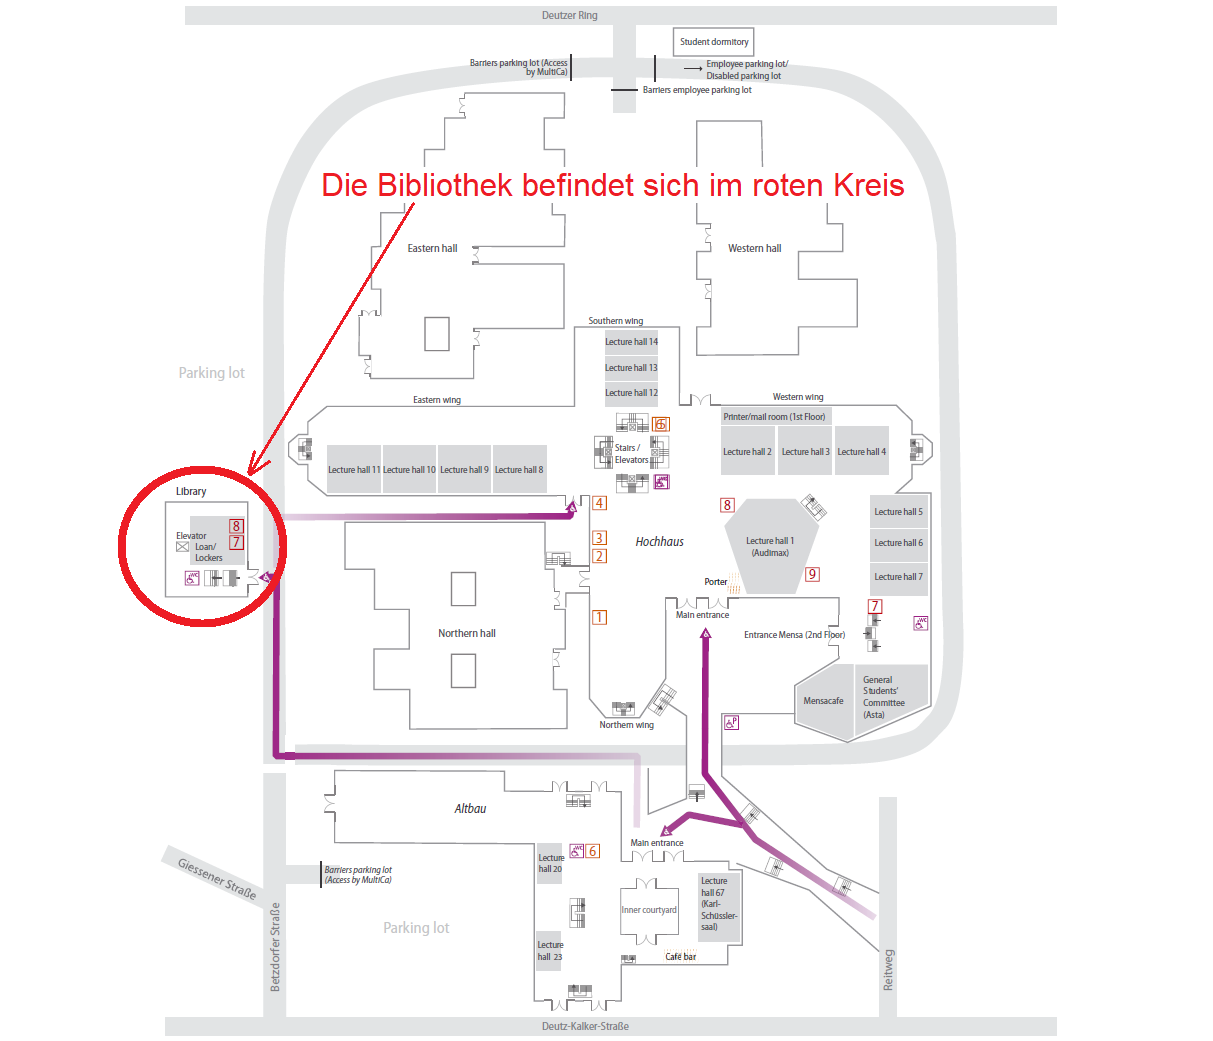 Deutzer Ring
Student dormitory
Barriers parking lot (Access
by MultiCa)
Employee parking lot/
Disabled parking lot
Barriers employee parking lot
Die Bibliothek befindet sich im roten Kreis
Eastern hall
Western hall
Southern wing
Lecture hall 14
Lecture hall 13
Lecture hall 12
Parking lot
Eastern wing
Western wing
Printer/mail room (1st Floor)
6
Stairs /
Elevators
Lecture hall 11
Lecture hall 10
Lecture hall 9
Lecture hall 8
Lecture hall 2
Lecture hall 3
Lecture hall 4
WC
Library
8
7
Elevator
Loan/
Lockers
WC
4
3
2
1
Hochhaus
8
Lecture hall 1
(Audimax)
9
Lecture hall 5
Lecture hall 6
Lecture hall 7
Porter
Main entrance
7
WC
Entrance Mensa (2nd Floor)
Northern hall
Mensacafe
General
Students'
Committee
(Asta)
Northern wing
P
Altbau
Main entrance
Lecture
hall 20
WC
6
Giessener Straße
Barriers parking lot
(Access by MultiCa)
Lecture
hall 67
(Karl-
Schüssler-
saal)
Inner courtyard
Parking lot
Lecture
hall 23
Café bar
Betzdorfer Straße
Reitweg
Deutz-Kalker-Straße